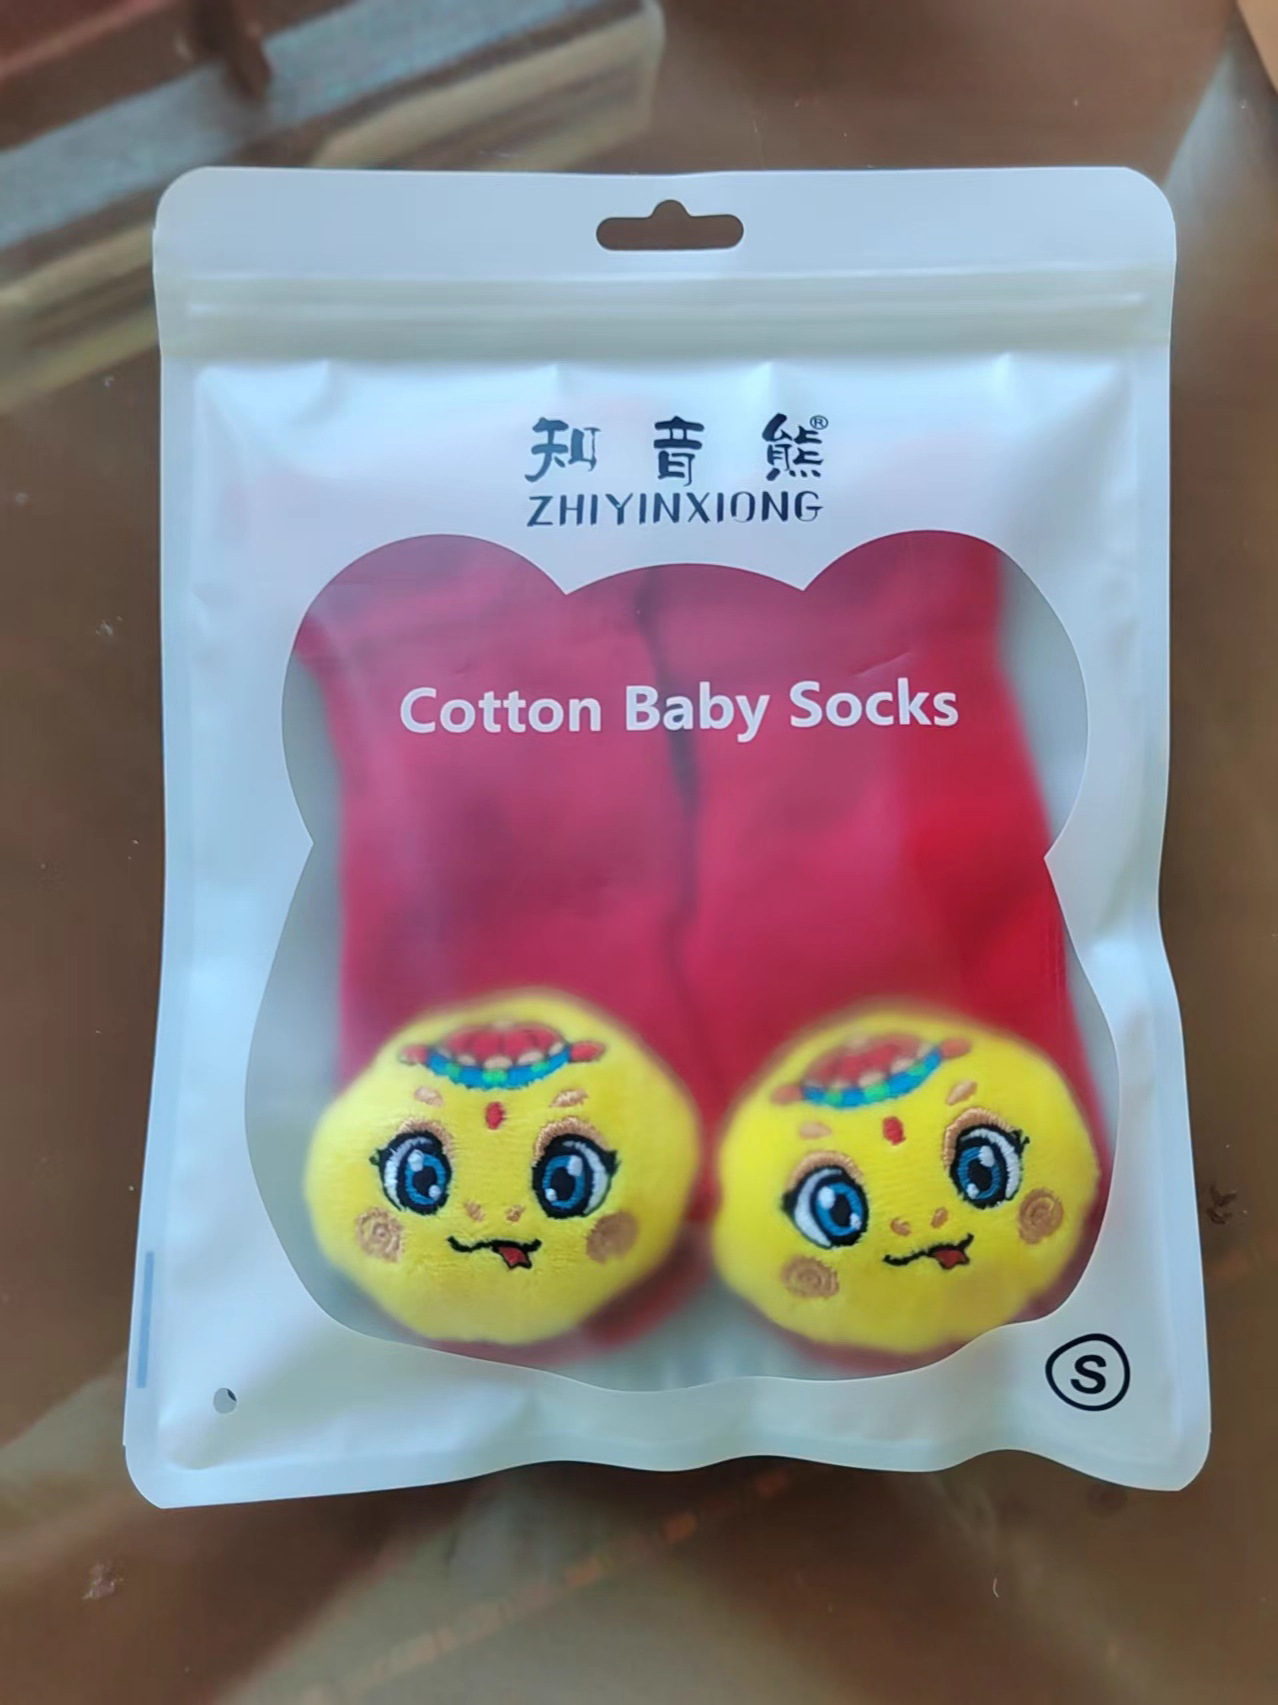 知音熊®
ZHIYINXIONG
Cotton Baby Socks
S